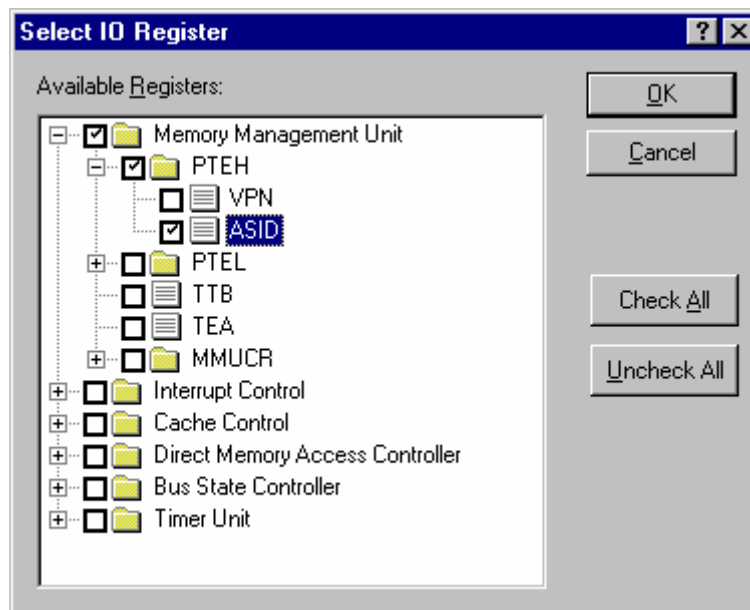 Select IO Register
Available Registers:
OK
Memory Management Unit
Cancel
PTEH
VPN
ASID
PTEL
TTB
Check All
TEA
MMUCR
Uncheck All
Interrupt Control
Cache Control
Direct Memory Access Controller
Bus State Controller
Timer Unit